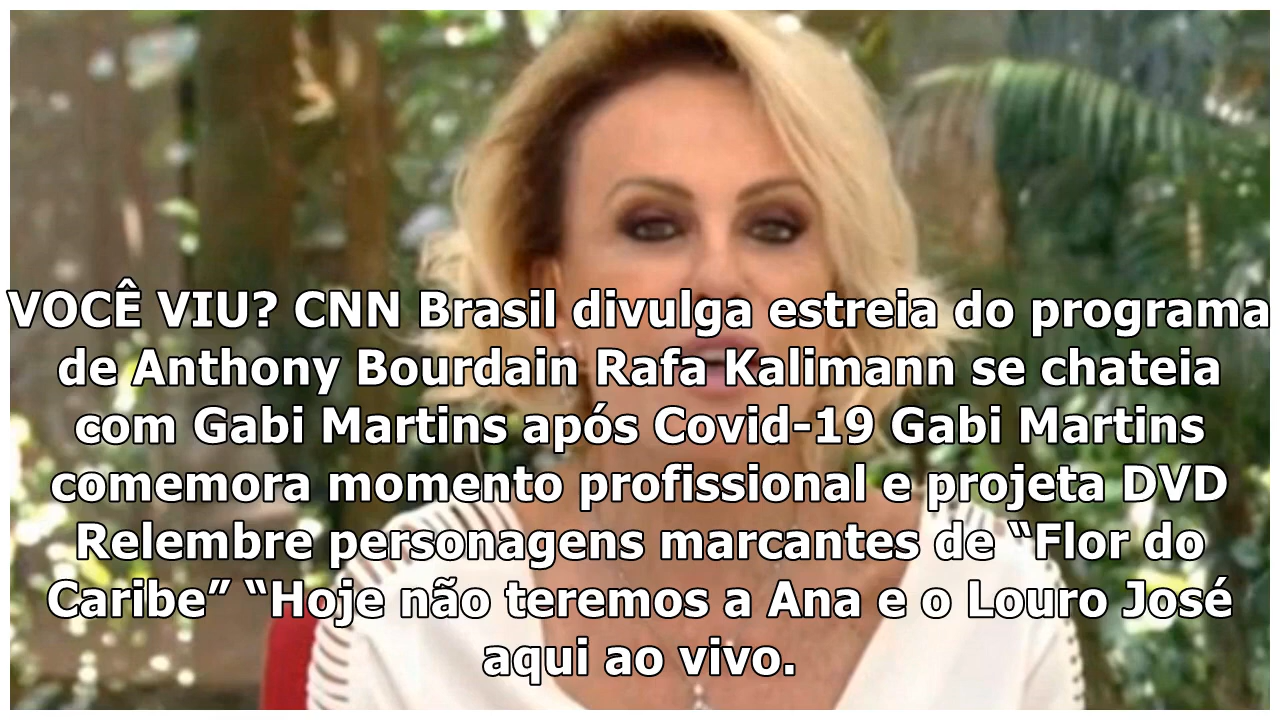 VOCÊ VIU? CNN Brasil divulga estreia do programa
de Anthony Bourdain Rafa Kalimann se chateia
com Gabi Martins após Covid-19 Gabi Martins
comemora momento profissional e projeta DVD
Relembre personagens marcantes de “Flor do
Caribe” “Hoje não teremos a Ana e o Louro José
aqui ao vivo.